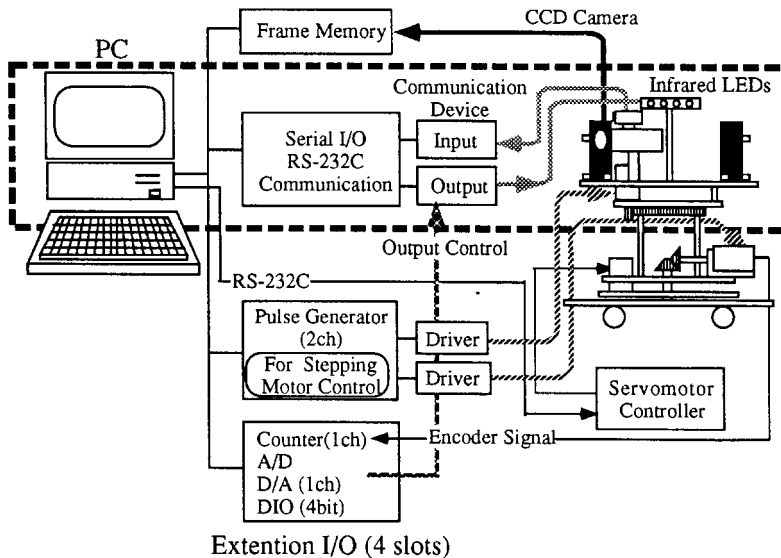 CCD Camera
Frame Memory
PC
Communication
Device
Infrared LEDs
Serial I/O
RS-232C
Communication
Input
Output
Output Control
RS-232C
Pulse Generator
(2ch)
For Stepping
Motor Control
Driver
Driver
Servomotor
Controller
Counter(1ch)
A/D
D/A (1ch)
DIO (4bit)
Encoder Signal
Extention I/O (4 slots)